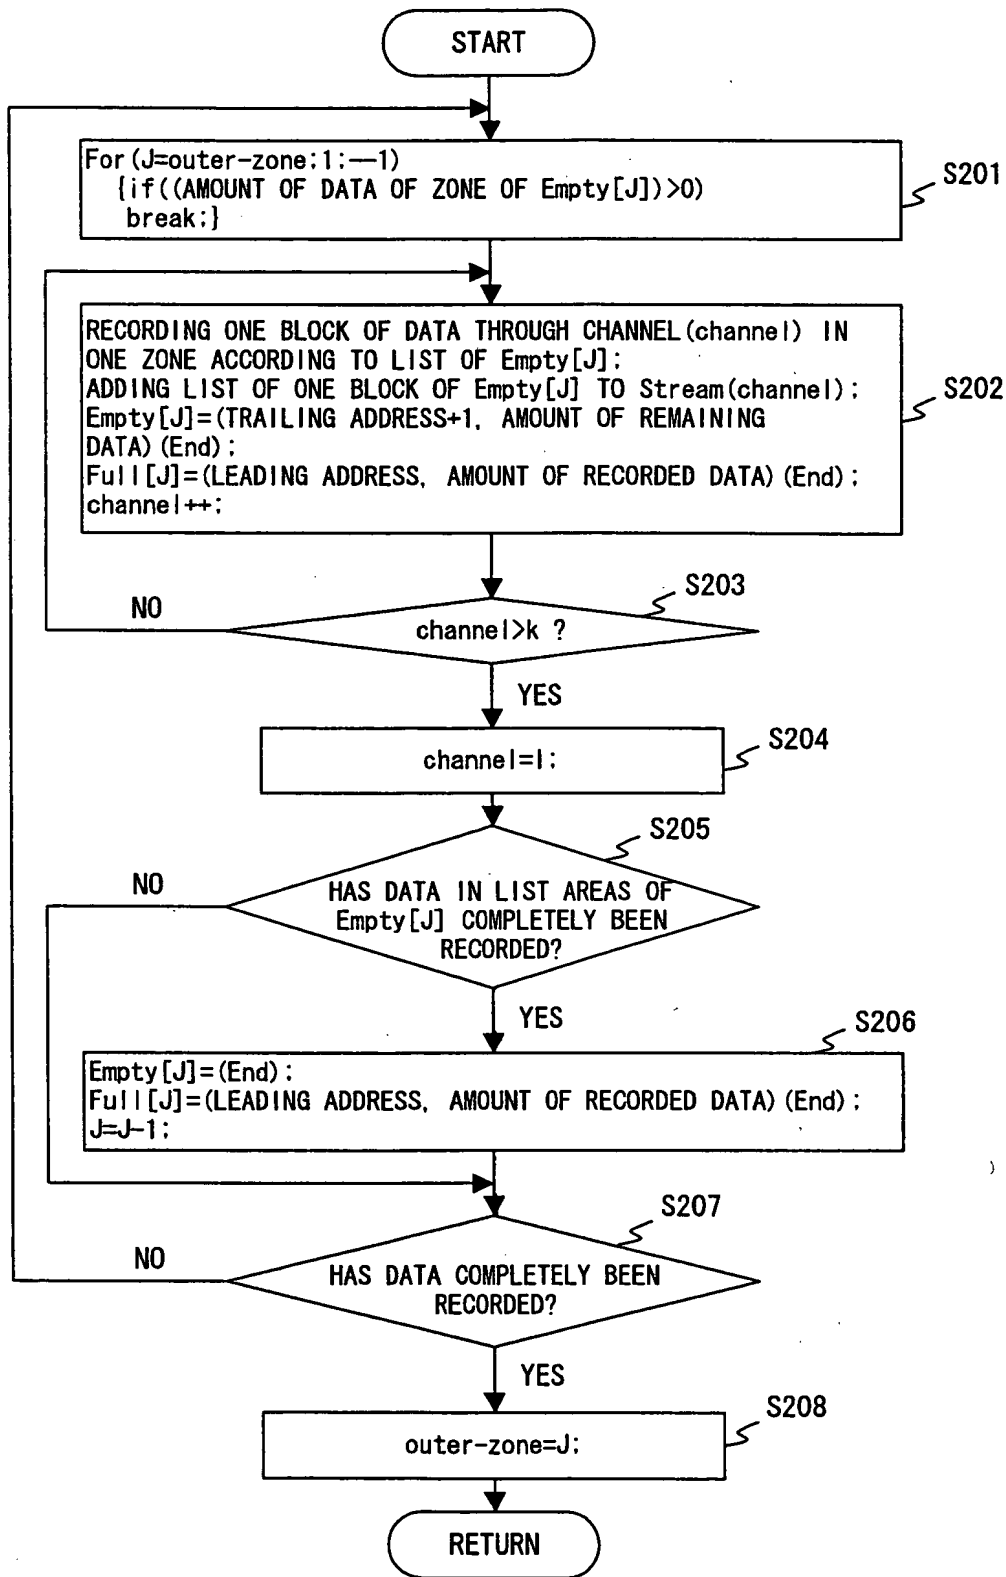 START
For(J=outer-zone;1;--1)
{if((AMOUNT OF DATA OF ZONE OF Empty[J])>0)
break;}
S201
RECORDING ONE BLOCK OF DATA THROUGH CHANNEL(channel) IN
ONE ZONE ACCORDING TO LIST OF Empty[J];
ADDING LIST OF ONE BLOCK OF Empty[J] TO Stream(channel);
Empty[J]=(TRAILING ADDRESS+1, AMOUNT OF REMAINING
DATA)(End);
Full[J]=(LEADING ADDRESS, AMOUNT OF RECORDED DATA)(End);
channel++;
S202
S203
NO
channel>k ?
YES
S204
channel=1;
S205
NO
HAS DATA IN LIST AREAS OF
Empty[J] COMPLETELY BEEN
RECORDED?
YES
S206
Empty[J]=(End);
Full[J]=(LEADING ADDRESS, AMOUNT OF RECORDED DATA)(End);
J=J-1;
S207
NO
HAS DATA COMPLETELY BEEN
RECORDED?
YES
S208
outer-zone=J;
RETURN